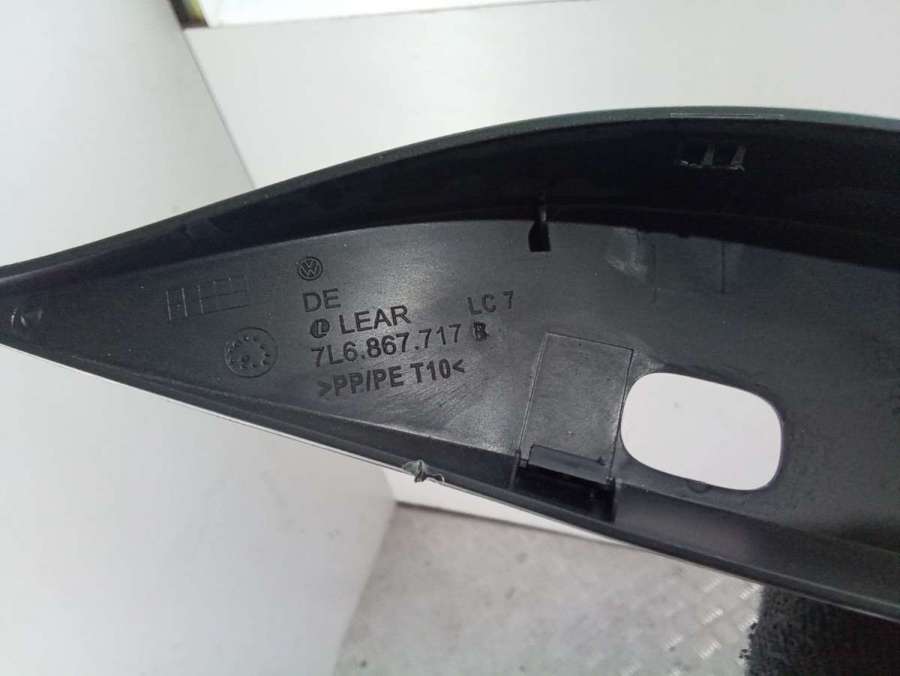 DE
LEAR LC 7
7L6.867.717 B
>PP/PE T10<